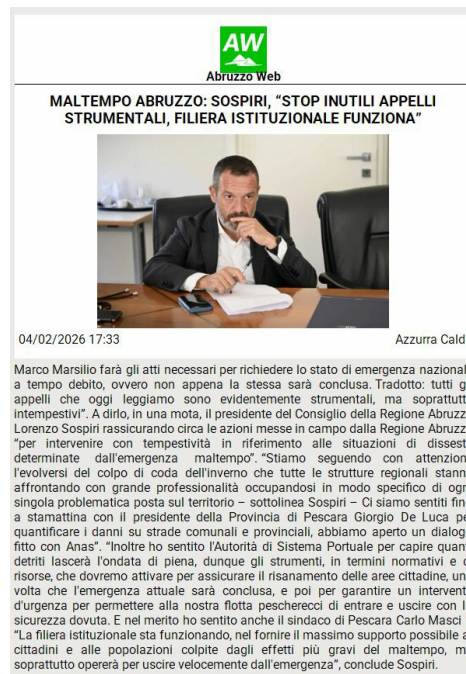 AW
Abruzzo Web
MALTEMPO ABRUZZO: SOSPIRI, “STOP INUTILI APPELLI
STRUMENTALI, FILIERA ISTITUZIONALE FUNZIONA”
04/02/2026 17:33 Azzurra Cald
Marco Marsilio farà gli atti necessari per richiedere lo stato di emergenza nazional
a tempo debito, ovvero non appena la stessa sarà conclusa. Tradotto: tutti g
appelli che oggi leggiamo sono evidentemente strumentali, ma soprattutt
intempestivi”. A dirlo, in una mota, il presidente del Consiglio della Regione Abruzz
Lorenzo Sospiri rassicurando circa le azioni messe in campo dalla Regione Abruzz
“per intervenire con tempestività in riferimento alle situazioni di dissest
determinate dall'emergenza maltempo”. “Stiamo seguendo con attenzion
l'evolversi del colpo di coda dell'inverno che tutte le strutture regionali stann
affrontando con grande professionalità occupandosi in modo specifico di ogn
singola problematica posta sul territorio – sottolinea Sospiri – Ci siamo sentiti fin
a stamattina con il presidente della Provincia di Pescara Giorgio De Luca pe
quantificare i danni su strade comunali e provinciali, abbiamo aperto un dialog
fitto con Anas”. “Inoltre ho sentito l'Autorità di Sistema Portuale per capire quan
detriti lascerà l'ondata di piena, dunque gli strumenti, in termini normativi e d
risorse, che dovremo attivare per assicurare il risanamento delle aree cittadine, un
volta che l'emergenza attuale sarà conclusa, e poi per garantire un intervent
d'urgenza per permettere alla nostra flotta pescherecci di entrare e uscire con l
sicurezza dovuta. E nel merito ho sentito anche il sindaco di Pescara Carlo Masci
“La filiera istituzionale sta funzionando, nel fornire il massimo supporto possibile a
cittadini e alle popolazioni colpite dagli effetti più gravi del maltempo, m
soprattutto opererà per uscire velocemente dall'emergenza”, conclude Sospiri.